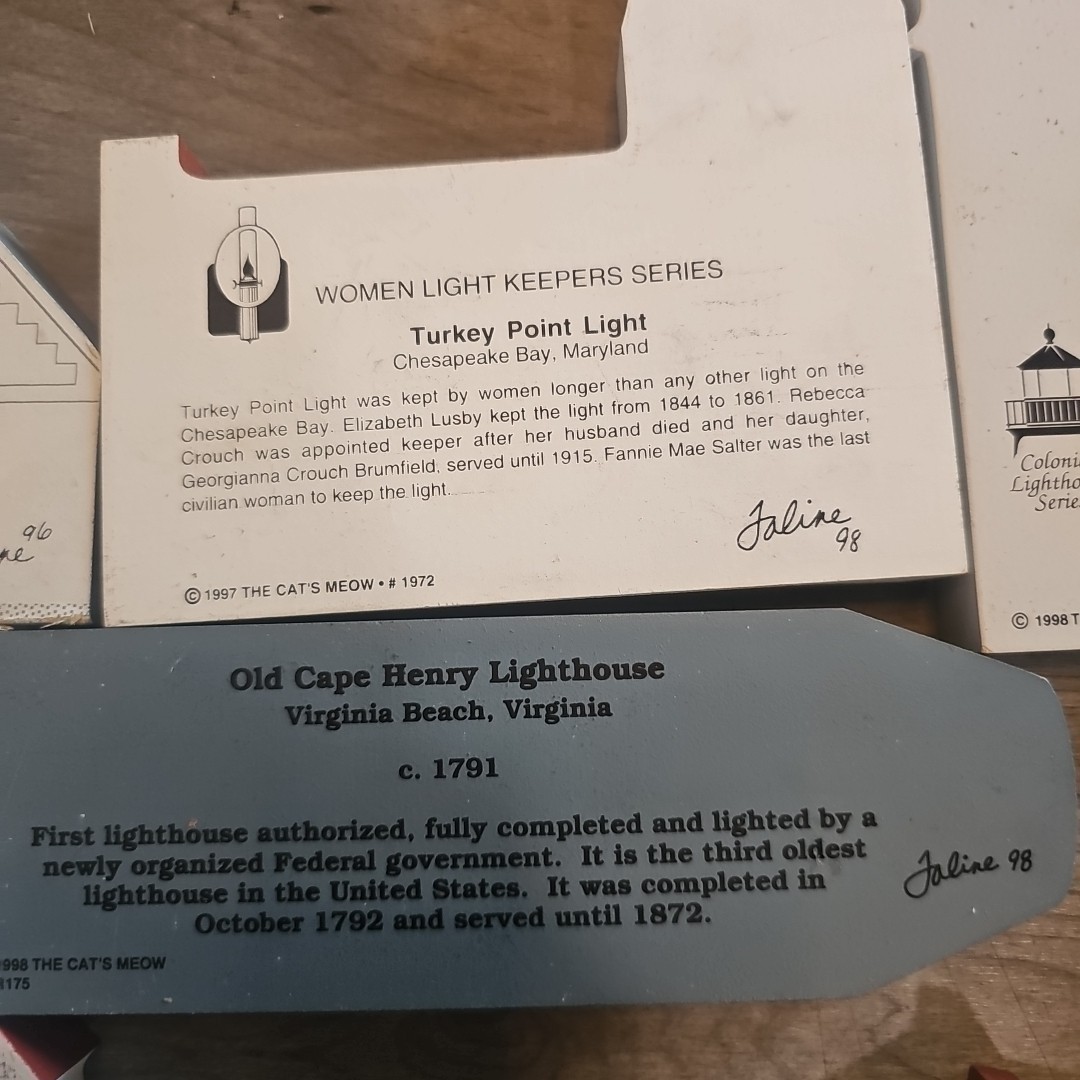 WOMEN LIGHT KEEPERS SERIES
Turkey Point Light
Chesapeake Bay, Maryland
Turkey Point Light was kept by women longer than any other light on the
Chesapeake Bay. Elizabeth Lusby kept the light from 1844 to 1861. Rebecca
Crouch was appointed keeper after her husband died and her daughter,
Georgianna Crouch Brumfield, served until 1915. Fannie Mae Salter was the last
civilian woman to keep the light.
Faline
98
© 1997 THE CAT'S MEOW • # 1972
96
Lighthо
Serie
© 1998 T
Old Cape Henry Lighthouse
Virginia Beach, Virginia
c. 1791
First lighthouse authorized, fully completed and lighted by a
newly organized Federal government. It is the third oldest
lighthouse in the United States. It was completed in
October 1792 and served until 1872.
Faline 98
998 THE CAT'S MEOW
175